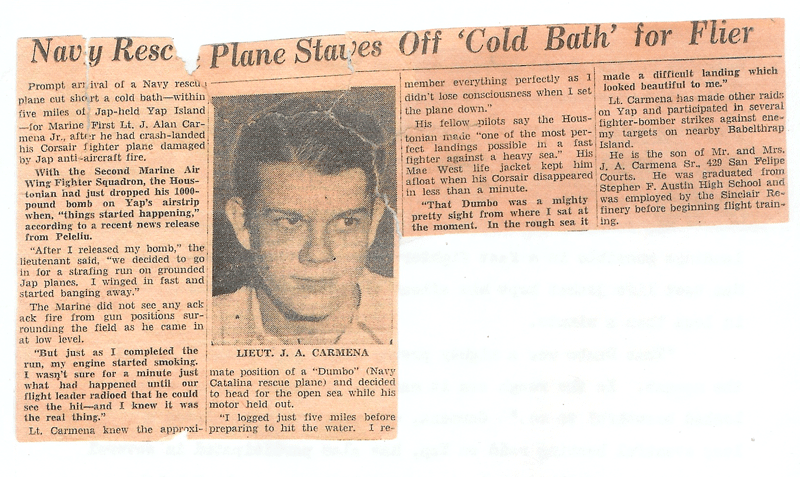 Navy Resc Plane Staves Off 'Cold Bath' for Flier
Prompt arrival of a Navy rescu
plane cut short a cold bath—within
five miles of Jap-held Yap Island
—for Marine First Lt. J. Alan Car-
mena Jr., after he had crash-landed
his Corsair fighter plane damaged
by Jap anti-aircraft fire.
With the Second Marine Air
Wing Fighter Squadron, the Hous-
tonian had just dropped his 1000-
pound bomb on Yap's airstrip
when, "things started happening,"
according to a recent news release
from Peleliu.
"After I released my bomb," the
lieutenant said, "we decided to go
in for a strafing run on grounded
Jap planes. I winged in fast and
started banging away."
The Marine did not see any ack
ack fire from gun positions sur-
rounding the field as he came in
at low level.
"But just as I completed the
run, my engine started smoking.
I wasn't sure for a minute just
what had happened until our
flight leader radioed that he could
see the hit—and I knew it was
the real thing."
Lt. Carmena knew the approxi-
LIEUT. J. A. CARMENA
mate position of a "Dumbo" (Navy
Catalina rescue plane) and decided
to head for the open sea while his
motor held out.
"I logged just five miles before
preparing to hit the water. I re-
member everything perfectly as I
didn't lose consciousness when I set
the plane down."
His fellow pilots say the Hous-
tonian made "one of the most per-
fect landings possible in a fast
fighter against a heavy sea." His
Mae West life jacket kept him
afloat when his Corsair disappeared
in less than a minute.
"That Dumbo was a mighty
pretty sight from where I sat at
the moment. In the rough sea it
made a difficult landing which
looked beautiful to me."
Lt. Carmena has made other raids
on Yap and participated in several
fighter-bomber strikes against ene-
my targets on nearby Babelthrap
Island.
He is the son of Mr. and Mrs.
J. A. Carmena Sr., 429 San Felipe
Courts. He was graduated from
Stepher F. Austin High School and
was employed by the Sinclair Re-
finery before beginning flight train-
ing.